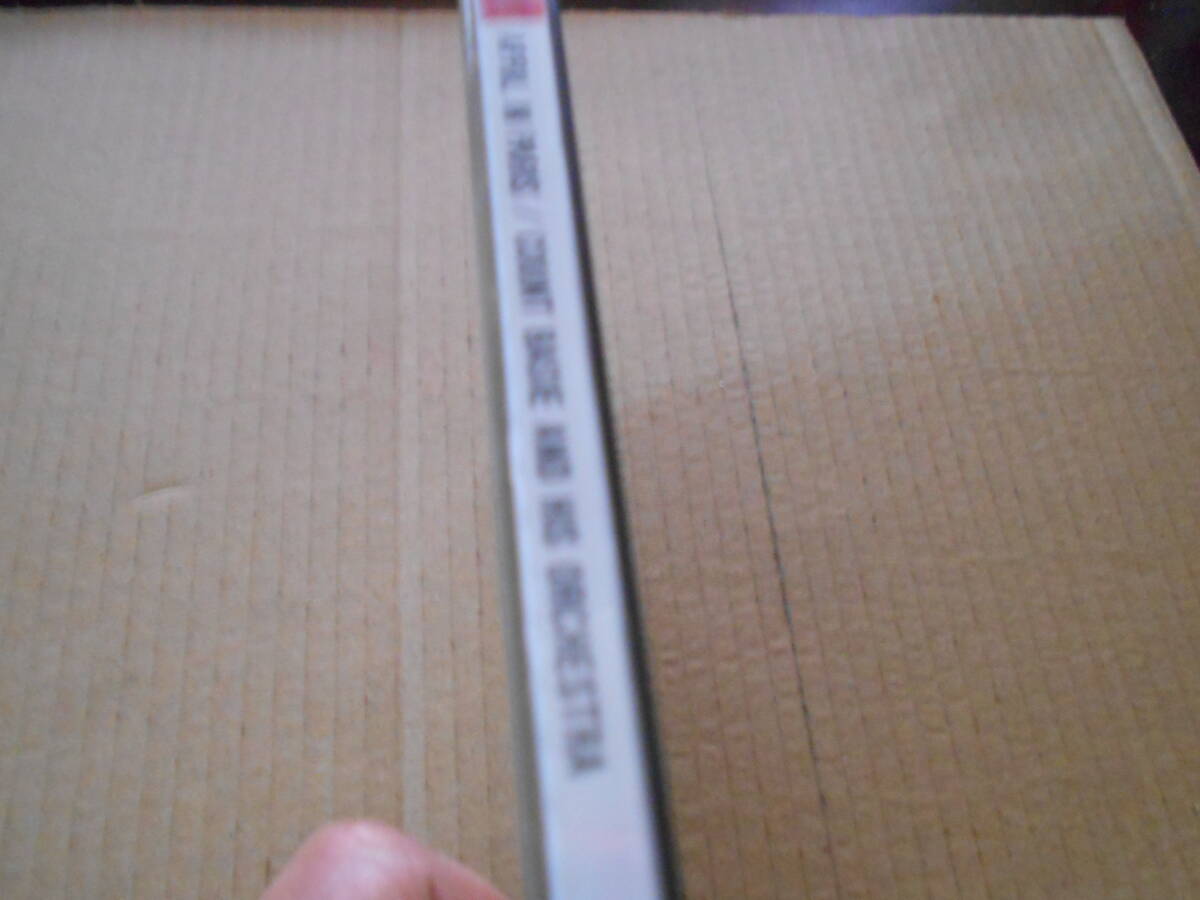 APRIL IN PARIS // COUNT BASIE AND HIS ORCHESTRA